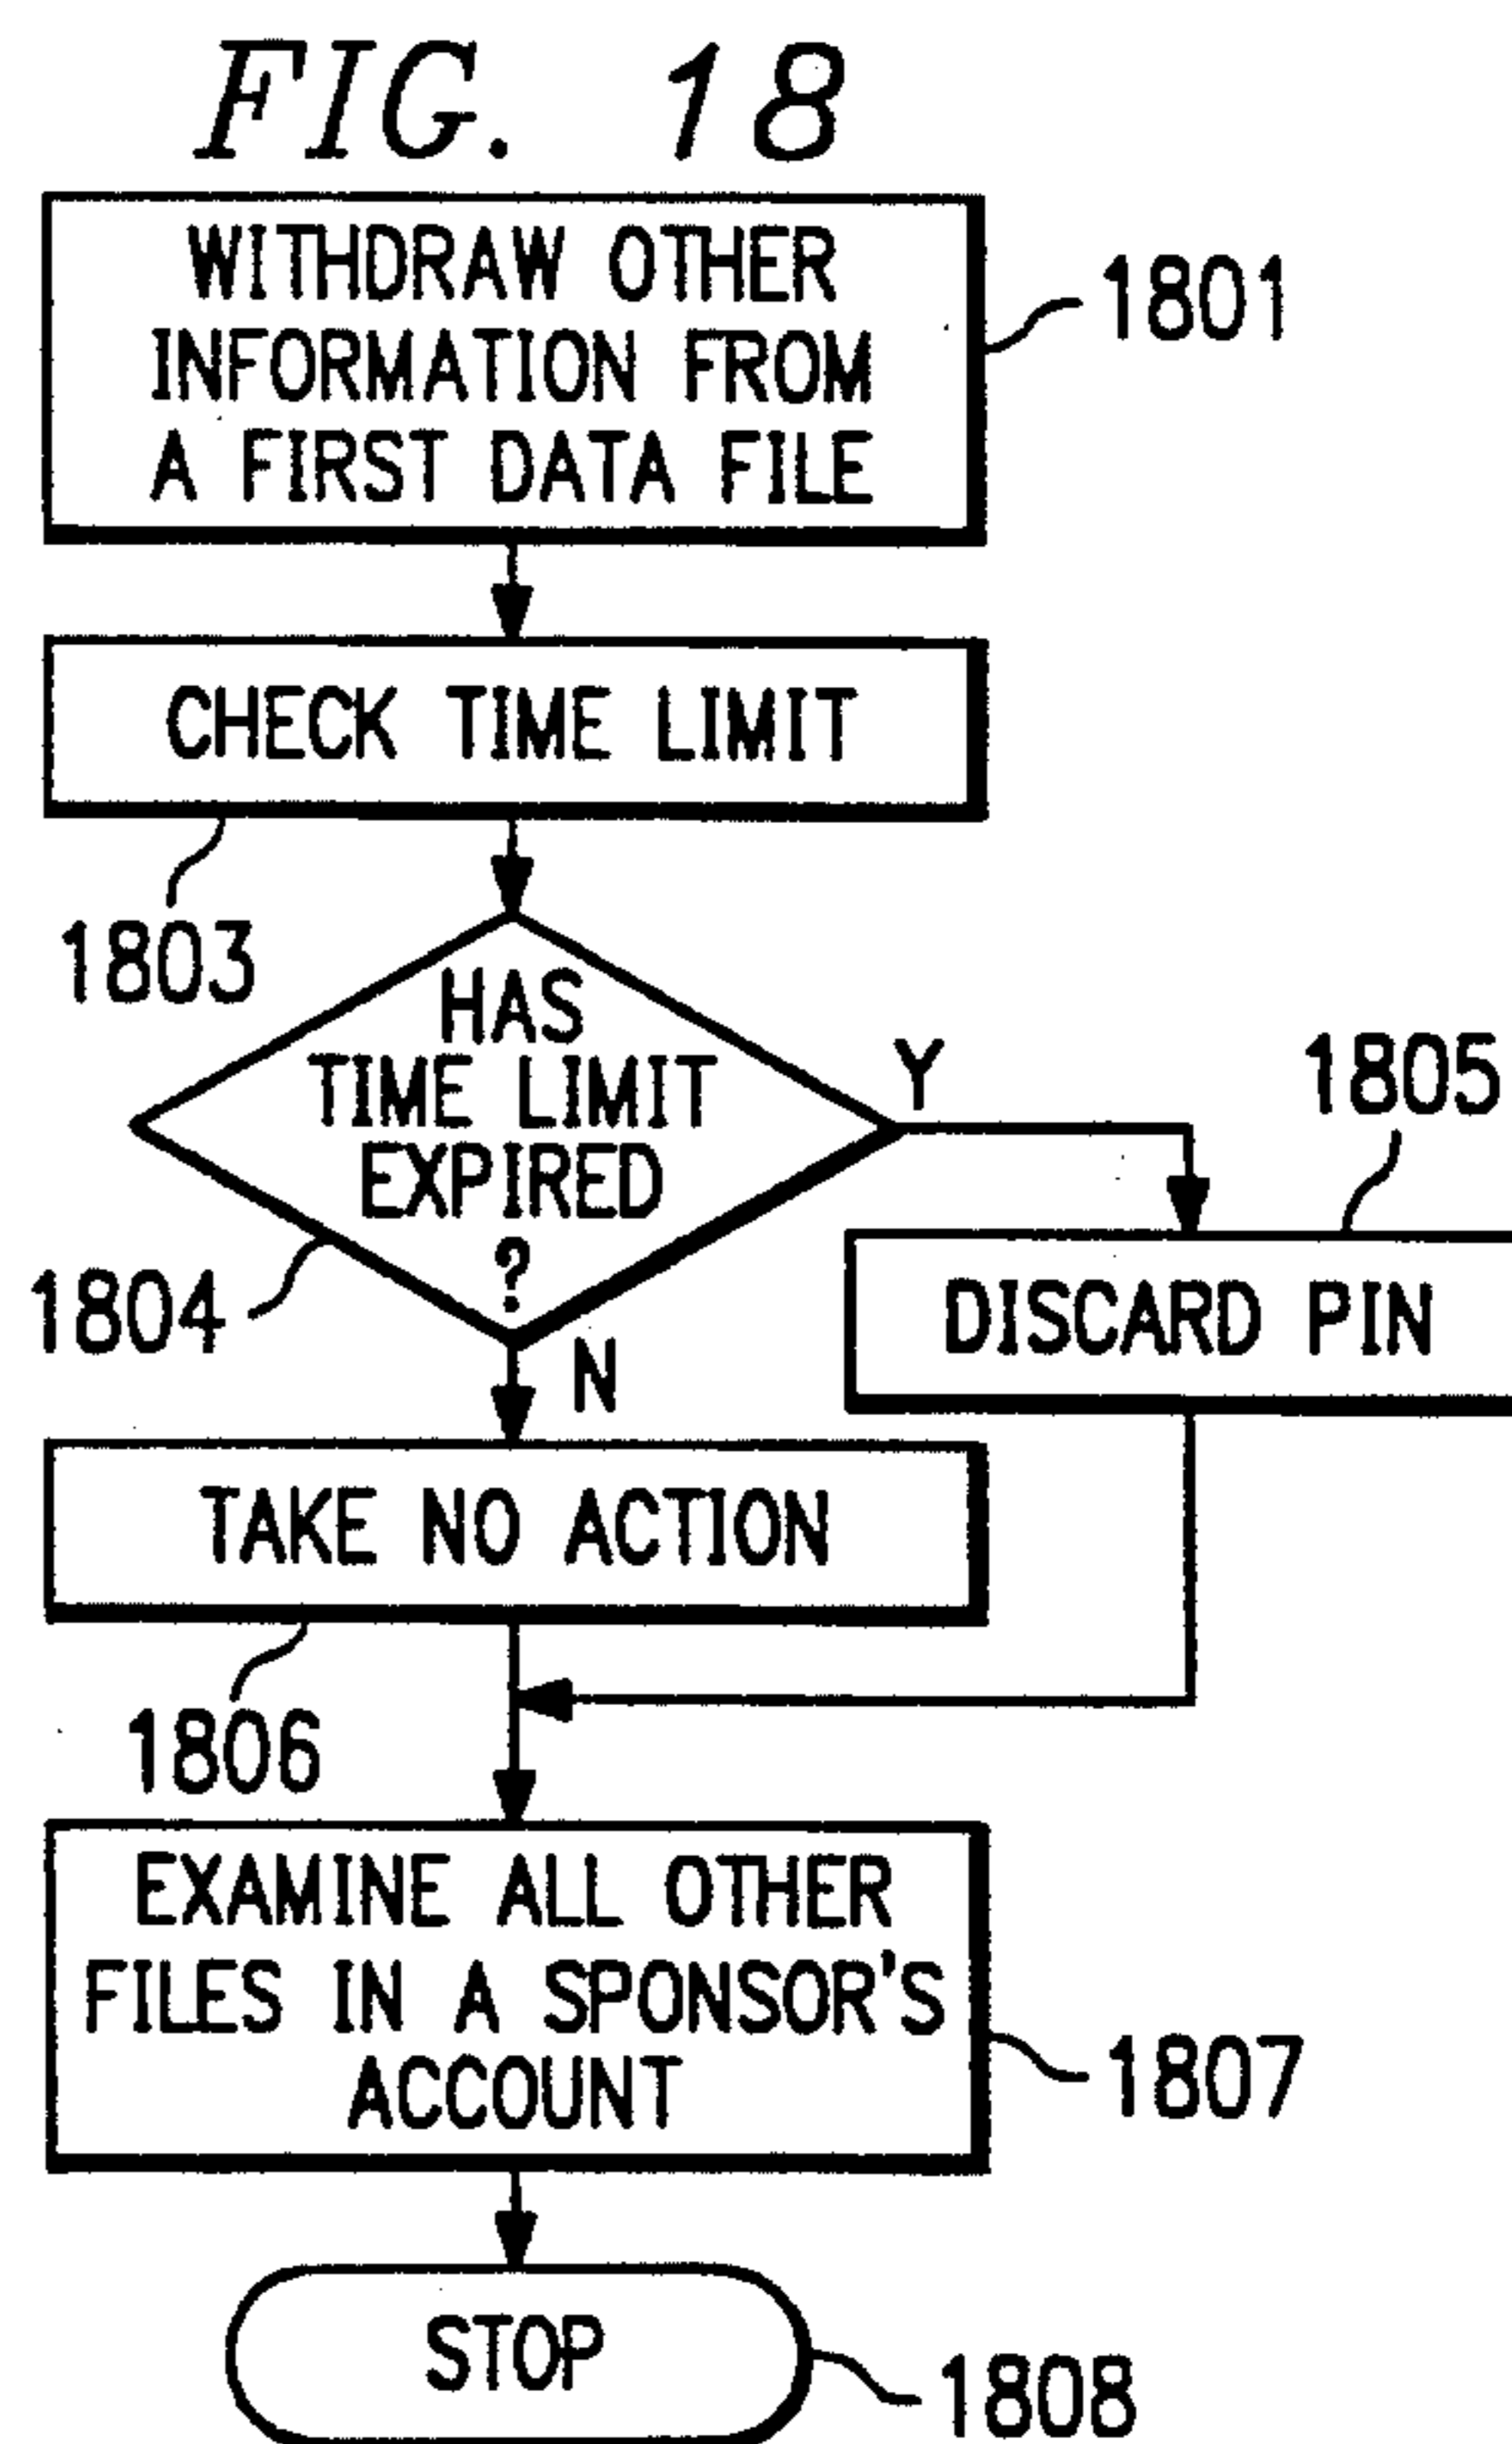 FIG. 18
WITHDRAW OTHER
INFORMATION FROM
A FIRST DATA FILE
1801
CHECK TIME LIMIT
1803
HAS
TIME LIMIT
EXPIRED
?
1804
Y
1805
DISCARD PIN
N
TAKE NO ACTION
1806
EXAMINE ALL OTHER
FILES IN A SPONSOR'S
ACCOUNT
1807
STOP
1808